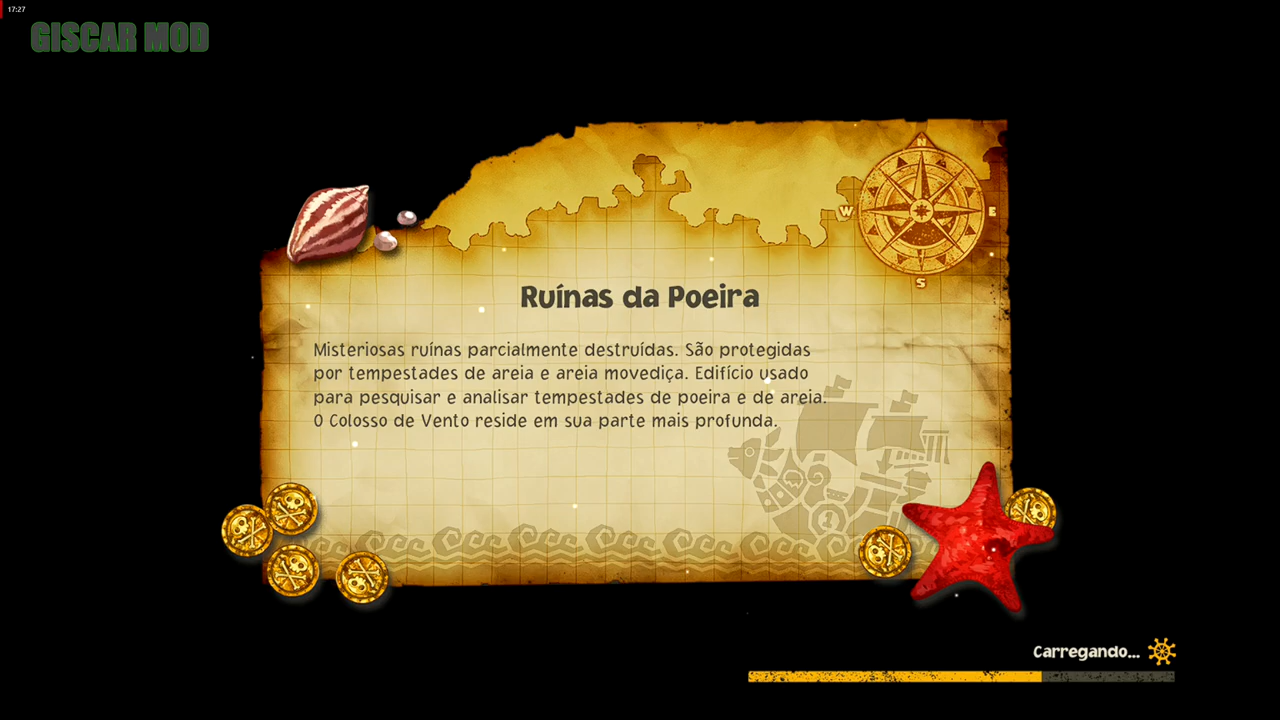 17:27
GISCAR MOD
N
W
E
S
Ruínas da Poeira
Misteriosas ruínas parcialmente destruídas. São protegidas
por tempestades de areia e areia movediça. Edifício usado
para pesquisar e analisar tempestades de poeira e de areia.
O Colosso de Vento reside em sua parte mais profunda.
1
Carregando...